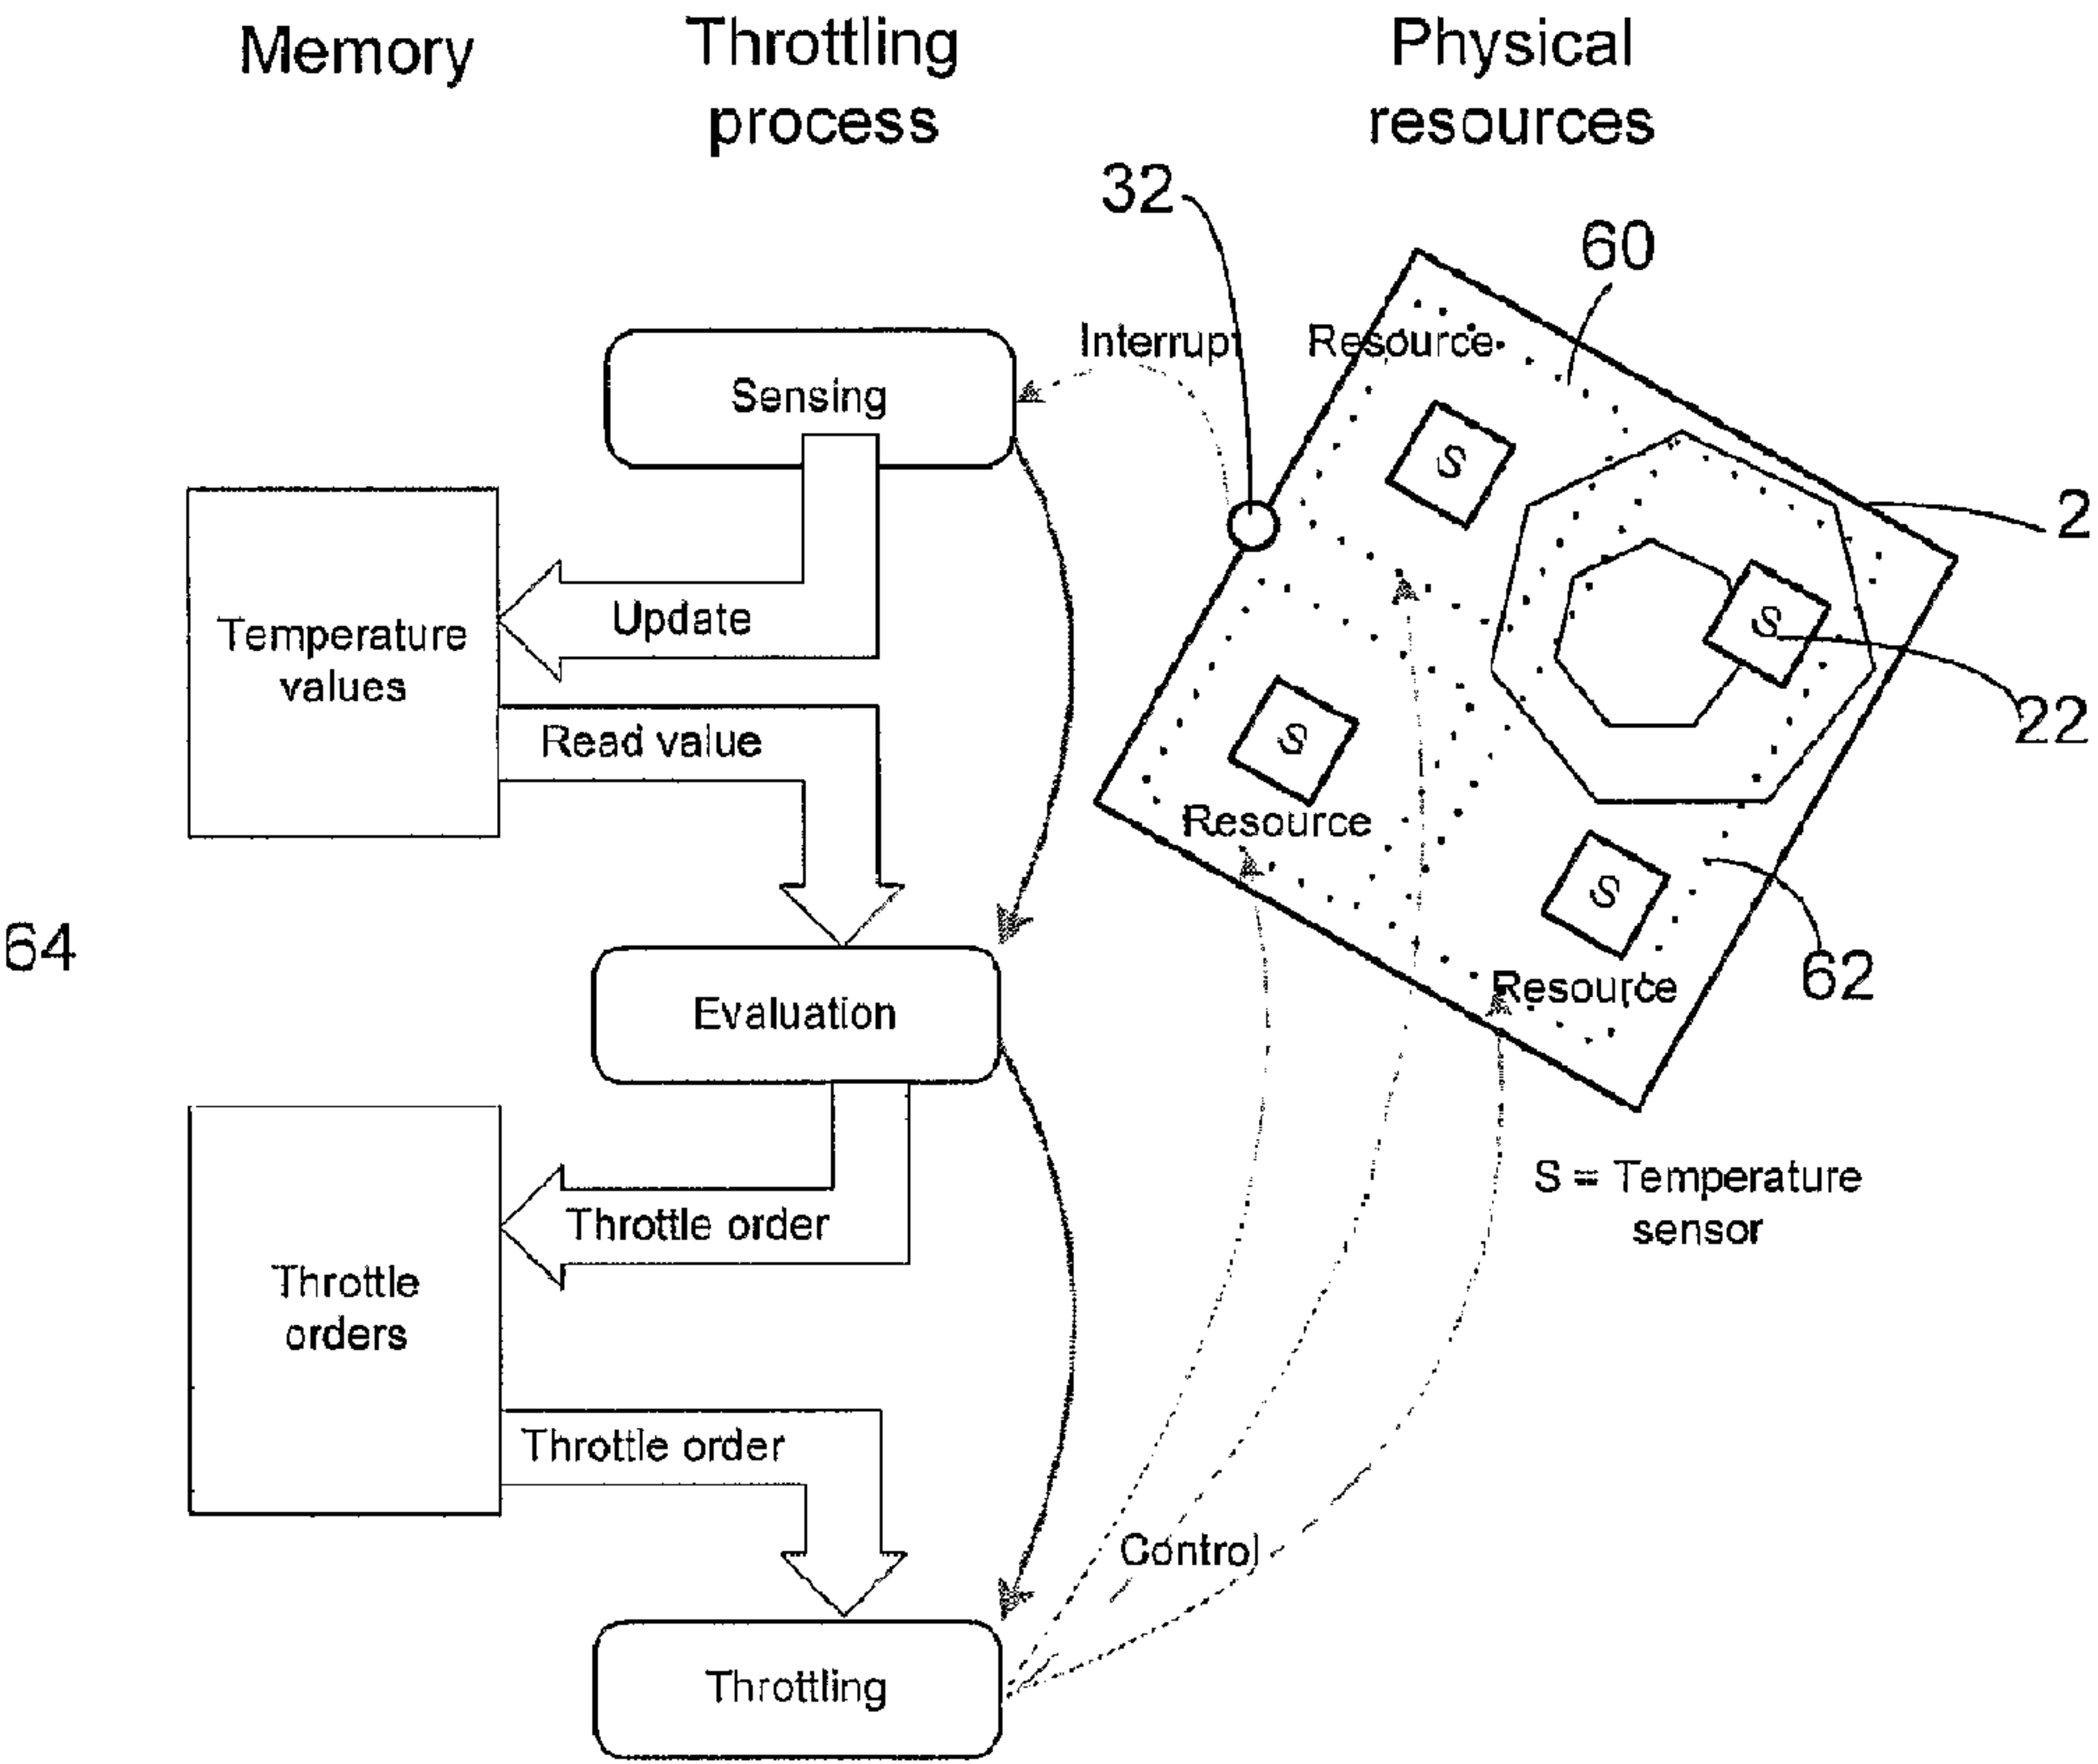 Memory
Throttling
process
Physical
resources
32
60
Interrupt
Resource
Sensing
2
S
Update
S
Temperature
values
22
Read value
S
Resource
S
64
62
Resource
Evaluation
S = Temperature
sensor
Throttle order
Throttle
orders
Throttle order
Control
Throttling